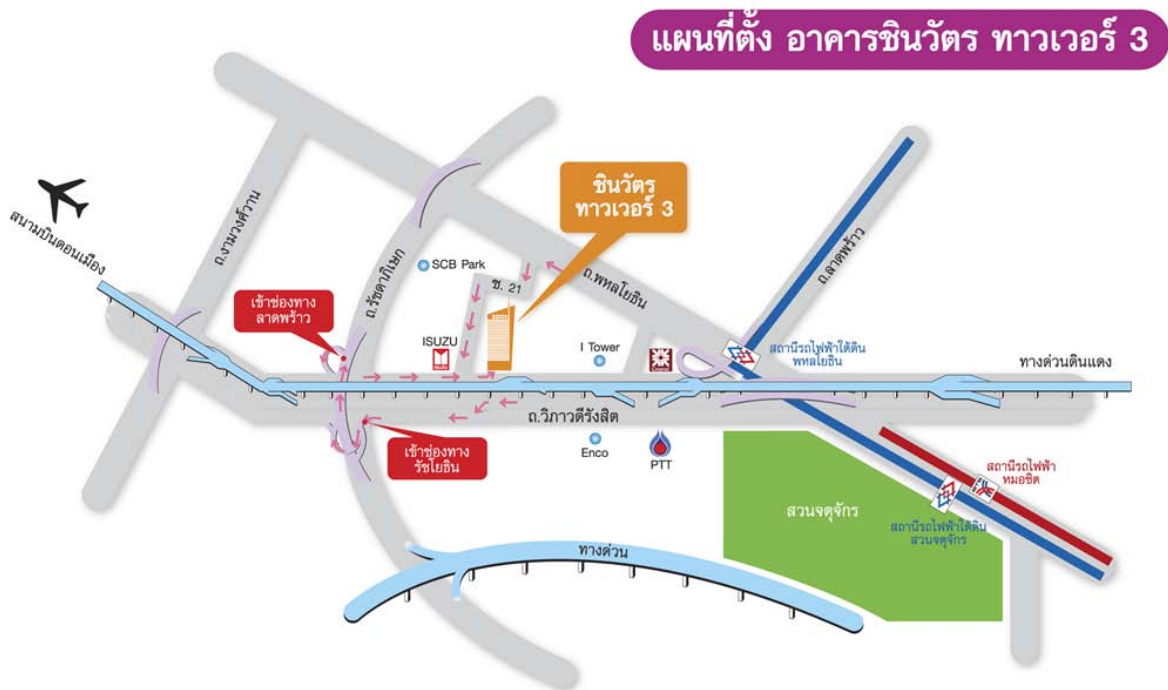 แผนที่ตั้ง อาคารชินวัตร ทาวเวอร์ 3
ชินวัตร
ทาวเวอร์ 3
สนามบินดอนเมือง
ถ.งามวงศ์วาน
ถ.รัชดาภิเษก
SCB Park
ซ. 21
ถ.พหลโยธิน
ถ.ลาดพร้าว
เข้าช่องทาง
ลาดพร้าว
ISUZU
I Tower
สถานีรถไฟฟ้าใต้ดิน
พหลโยธิน
ทางด่วนดินแดง
ถ.วิภาวดีรังสิต
เข้าช่องทาง
รัชโยธิน
Enco
PTT
สถานีรถไฟฟ้า
หมอชิต
สวนจตุจักร
สถานีรถไฟฟ้าใต้ดิน
สวนจตุจักร
ทางด่วน